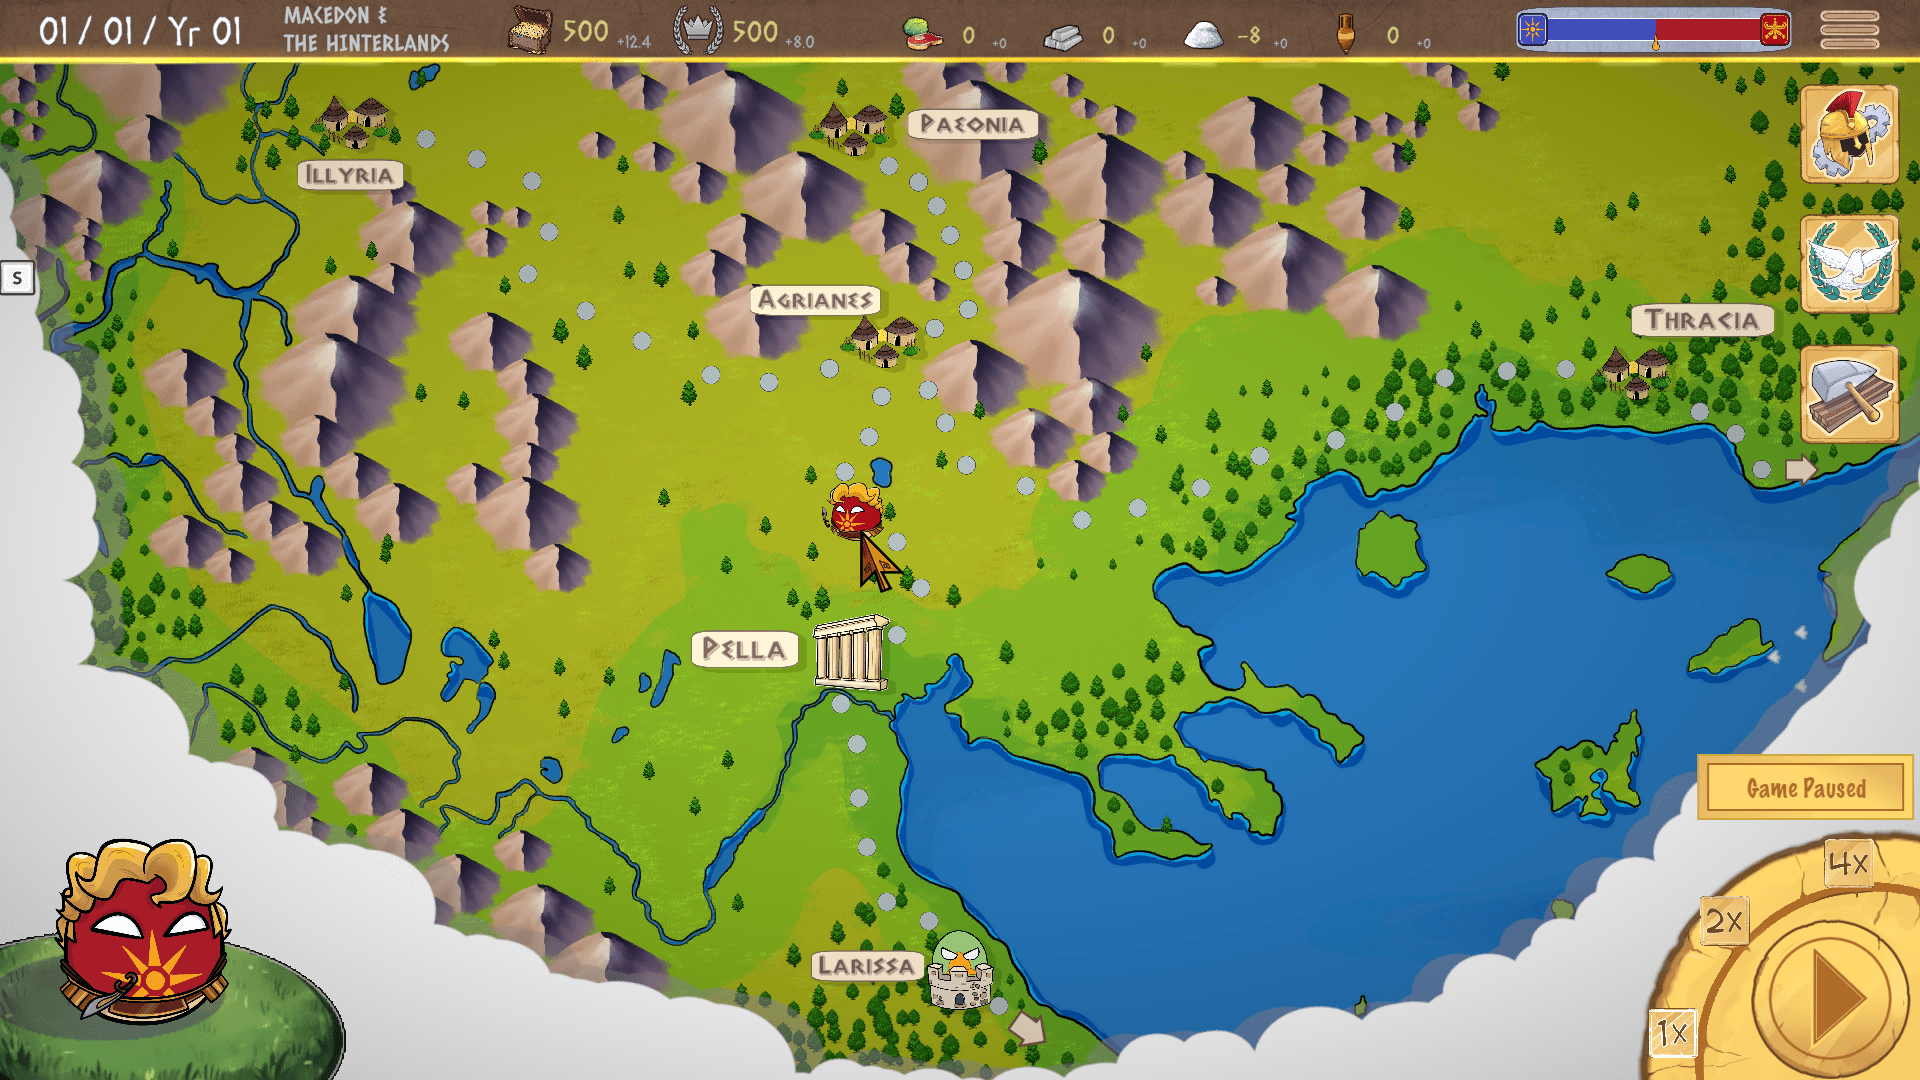 01 / 01 / Yr 01
MACEDON &
THE HINTERLANDS
500 +12.4
500 +8.0
0 +0
0 +0
-8 +0
0 +0
ILLYRIA
PAEONIA
S
AGRIANES
THRACIA
PELLA
Game Paused
4x
2x
LARISSA
1x